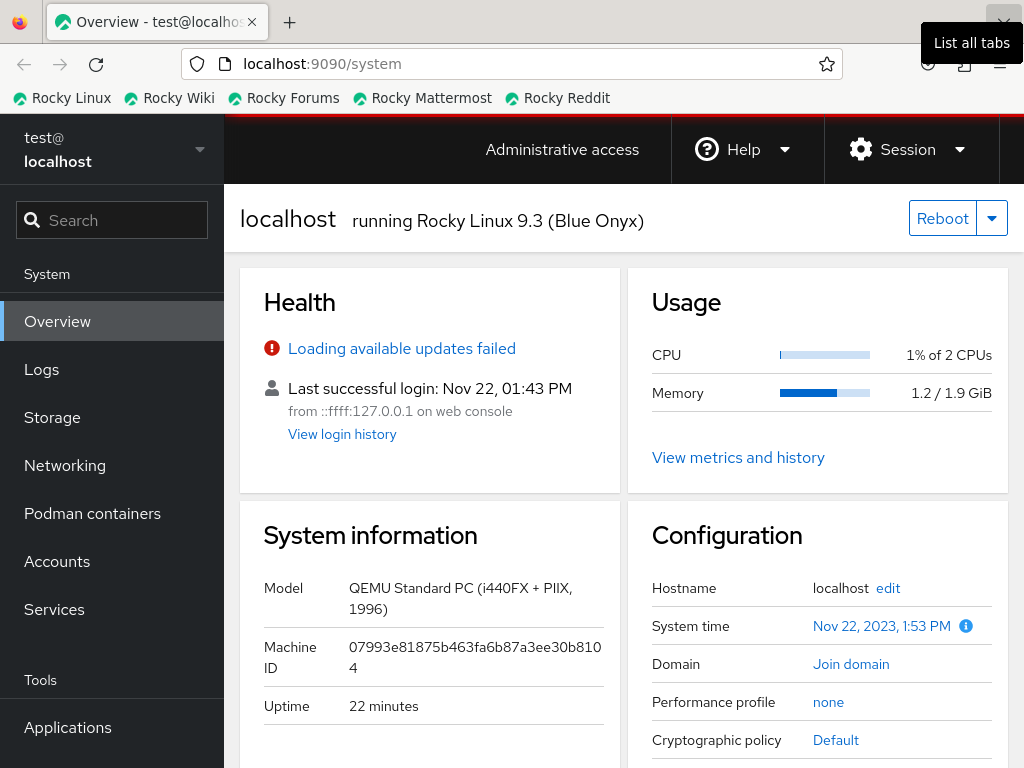 Overview - test@localhos
List all tabs
localhost:9090/system
Rocky Linux
Rocky Wiki
Rocky Forums
Rocky Mattermost
Rocky Reddit
test@
localhost
Administrative access
Help
Session
Search
System
Overview
Logs
Storage
Networking
Podman containers
Accounts
Services
Tools
Applications
localhost running Rocky Linux 9.3 (Blue Onyx)
Reboot
Health
Loading available updates failed
Last successful login: Nov 22, 01:43 PM
from ::ffff:127.0.0.1 on web console
View login history
Usage
CPU 1% of 2 CPUs
Memory 1.2 / 1.9 GiB
View metrics and history
System information
Model QEMU Standard PC (i440FX + PIIX,
1996)
Machine 07993e81875b463fa6b87a3ee30b810
ID 4
Uptime 22 minutes
Configuration
Hostname localhost edit
System time Nov 22, 2023, 1:53 PM
Domain Join domain
Performance profile none
Cryptographic policy Default